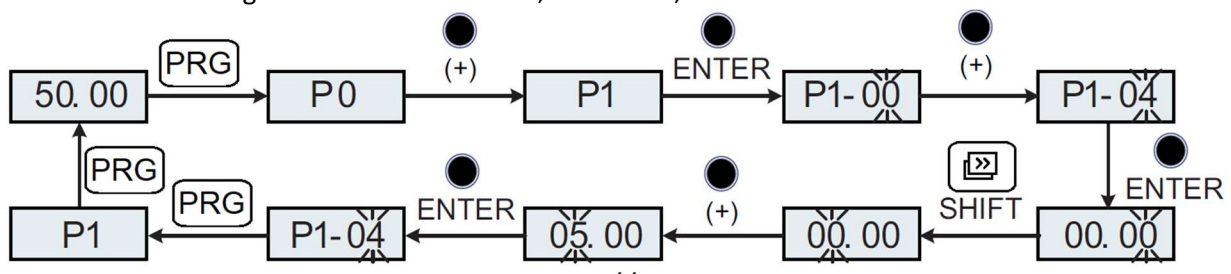 PRG
(+)
ENTER
(+)
50. 00
P0
P1
P1-00
P1-04
PRG
PRG
ENTER
(+)
SHIFT
ENTER
P1
P1-04
05. 00
00. 00
00. 00